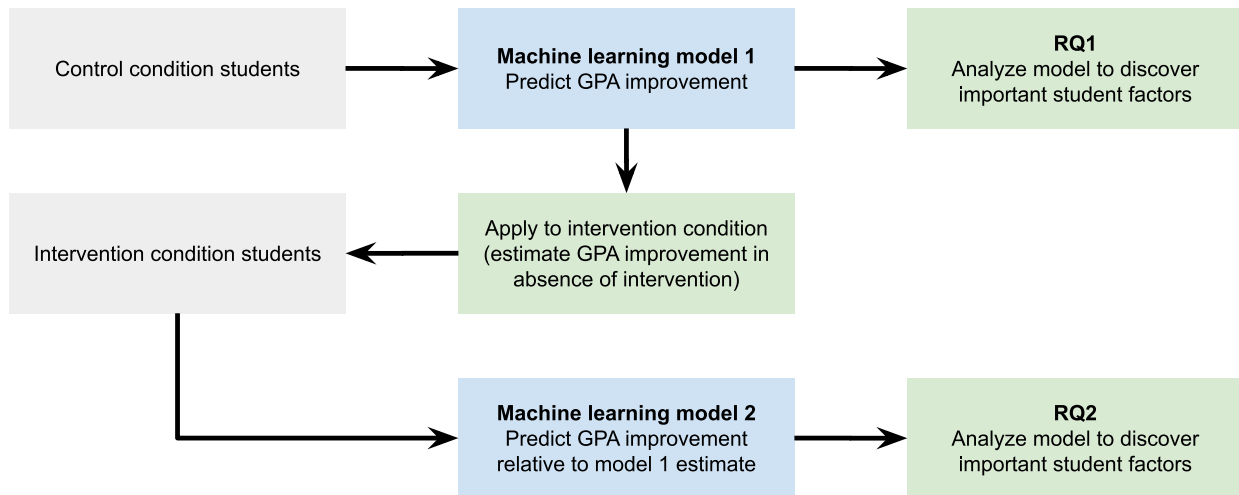 Control condition students
Machine learning model 1
Predict GPA improvement
RQ1
Analyze model to discover
important student factors
Intervention condition students
Apply to intervention condition
(estimate GPA improvement in
absence of intervention)
Machine learning model 2
Predict GPA improvement
relative to model 1 estimate
RQ2
Analyze model to discover
important student factors